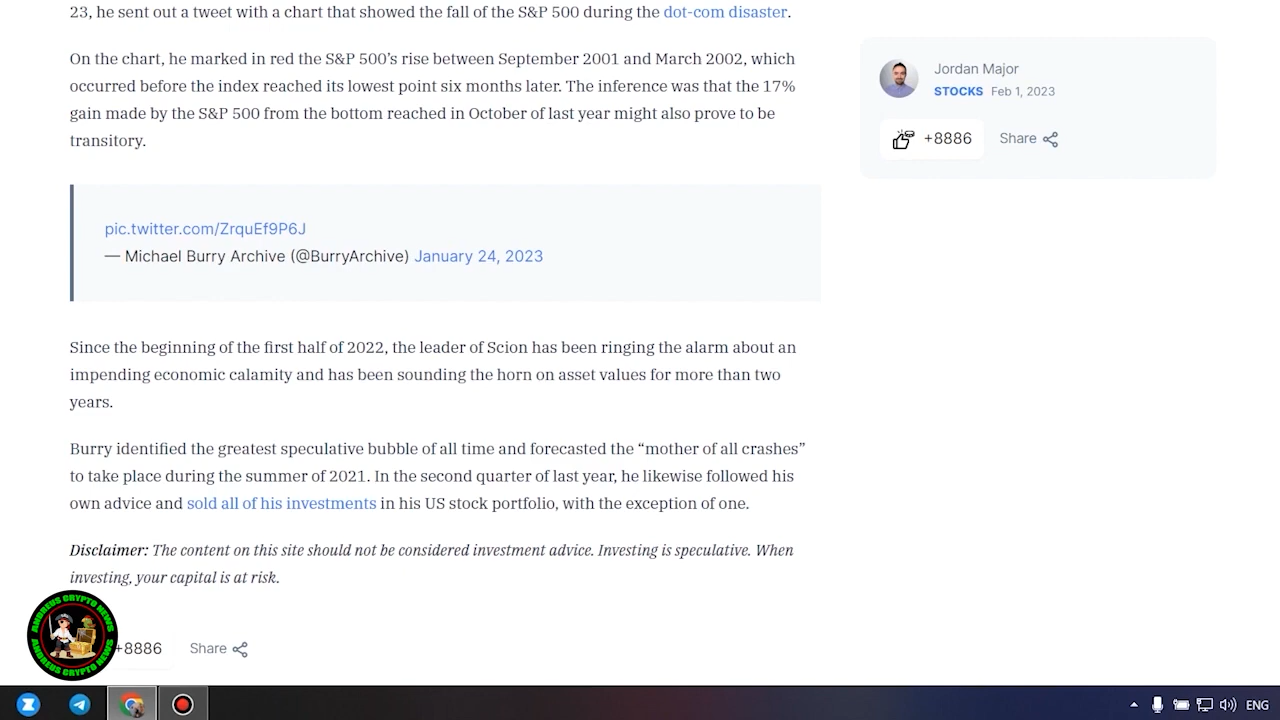 23, he sent out a tweet with a chart that showed the fall of the S&P 500 during the dot-com disaster.
On the chart, he marked in red the S&P 500’s rise between September 2001 and March 2002, which
occurred before the index reached its lowest point six months later. The inference was that the 17%
gain made by the S&P 500 from the bottom reached in October of last year might also prove to be
transitory.
pic.twitter.com/ZrquEf9P6J
— Michael Burry Archive (@BurryArchive) January 24, 2023
Since the beginning of the first half of 2022, the leader of Scion has been ringing the alarm about an
impending economic calamity and has been sounding the horn on asset values for more than two
years.
Burry identified the greatest speculative bubble of all time and forecasted the “mother of all crashes”
to take place during the summer of 2021. In the second quarter of last year, he likewise followed his
own advice and sold all of his investments in his US stock portfolio, with the exception of one.
Disclaimer: The content on this site should not be considered investment advice. Investing is speculative. When
investing, your capital is at risk.
+8886 Share
Jordan Major
STOCKS Feb 1, 2023
+8886 Share
ANDREUS CRYPTO NEWS
ANDREUS CRYPTO NEWS
ENG